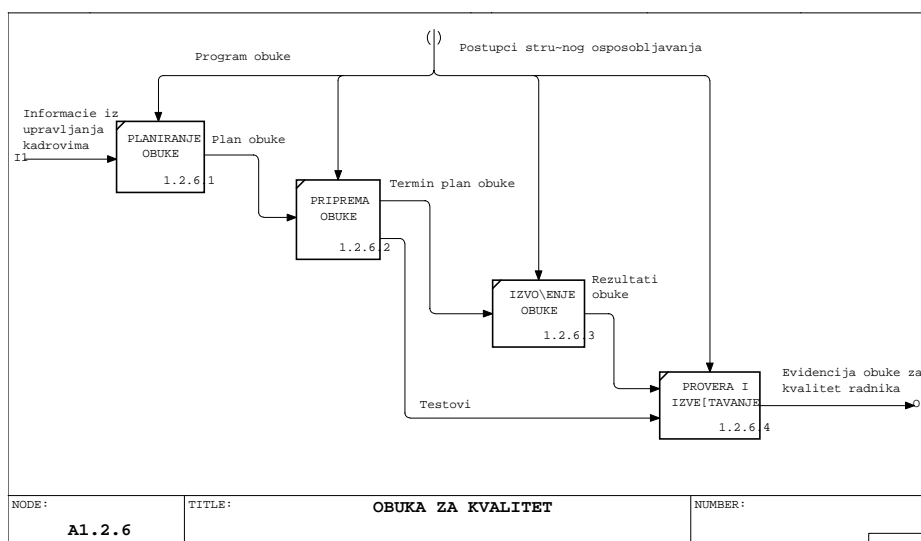 ()
Postupci stru~nog osposobljavanja
Program obuke
Informacie iz
upravljanja
kadrovima
I1
PLANIRANJE
OBUKE
1.2.6.1
Plan obuke
PRIPREMA
OBUKE
1.2.6.2
Termin plan obuke
IZVO\ENJE
OBUKE
1.2.6.3
Rezultati
obuke
Testovi
PROVERA I
IZVE[TAVANJE
1.2.6.4
Evidencija obuke za
kvalitet radnika
O
NODE:
A1.2.6
TITLE:
OBUKA ZA KVALITET
NUMBER: